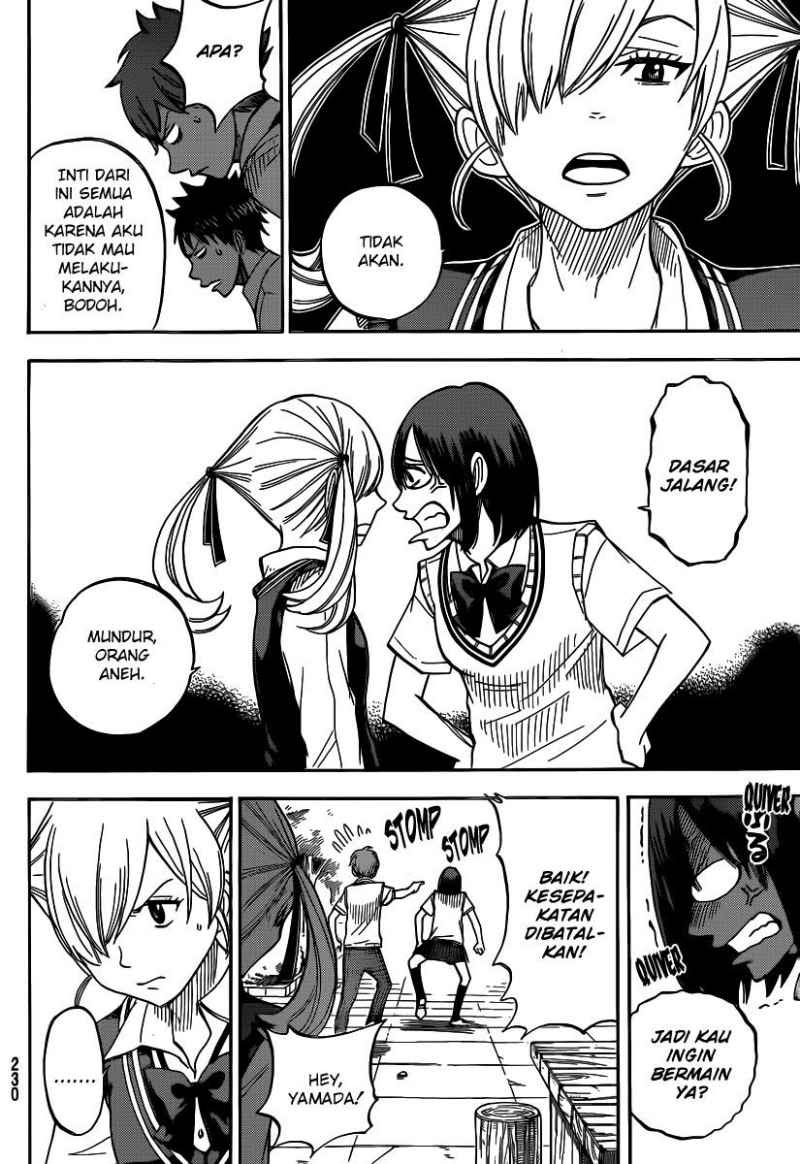 TIDAK
AKAN.
APA?
INTI DARI
INI SEMUA
ADALAH
KARENA AKU
TIDAK MAU
MELAKU-
KANNYA,
BODOH.
DASAR
JALANG!
MUNDUR,
ORANG
ANEH.
QUIVER
QUIVER
JADI KAU
INGIN
BERMAIN
YA?
STOMP
STOMP
BAIK!
KESEPA-
KATAN
DIBATAL-
KAN!
HEY,
YAMADA!
........
230